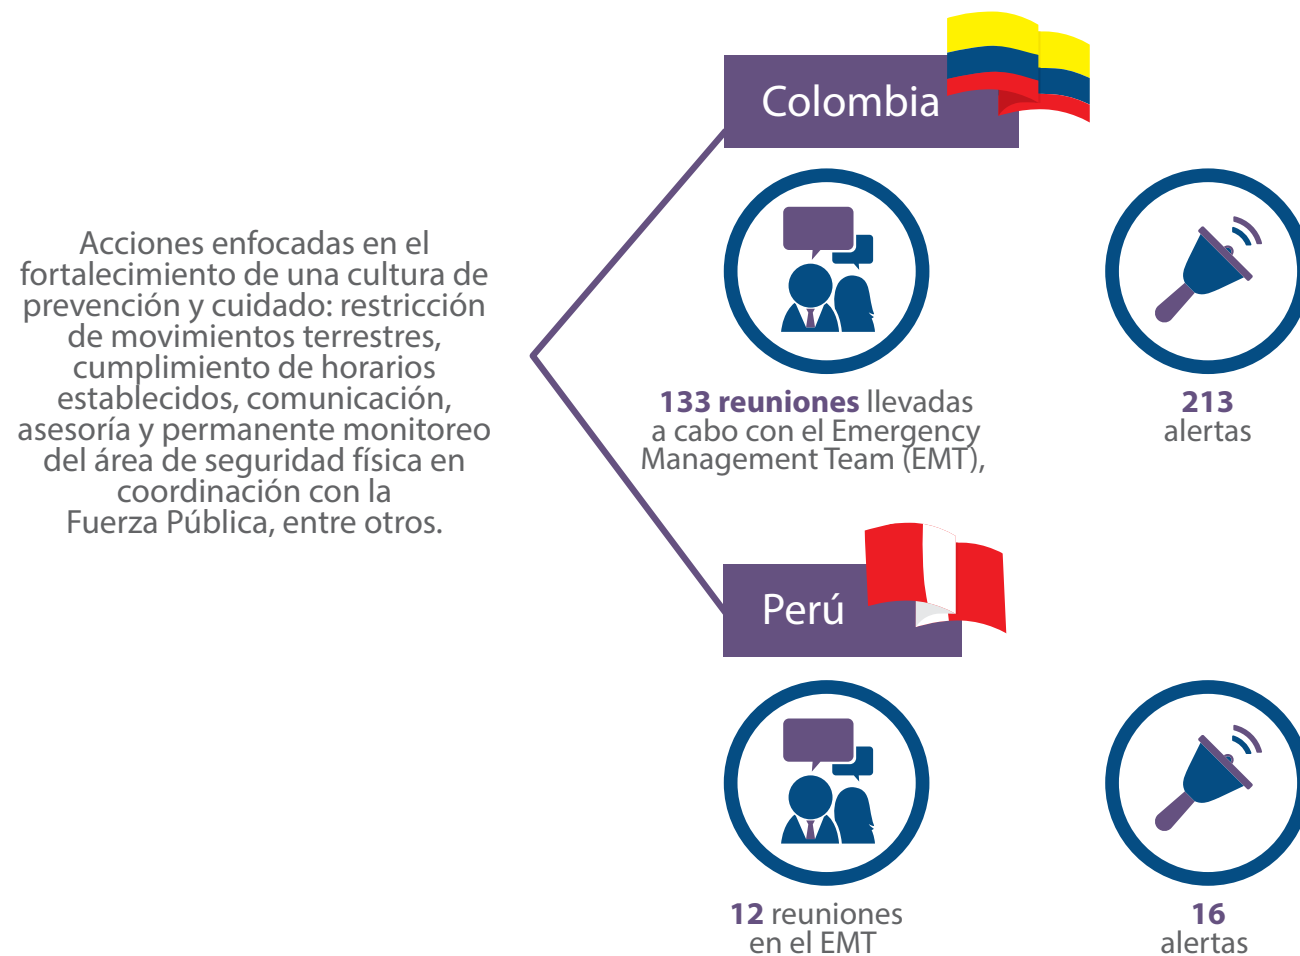 Acciones enfocadas en el
fortalecimiento de una cultura de
prevención y cuidado: restricción
de movimientos terrestres,
cumplimiento de horarios
establecidos, comunicación,
asesoría y permanente monitoreo
del área de seguridad física en
coordinación con la
Fuerza Pública, entre otros.
Colombia
133 reuniones llevadas
a cabo con el Emergency
Management Team (EMT),
213
alertas
Perú
12 reuniones
en el EMT
16
alertas